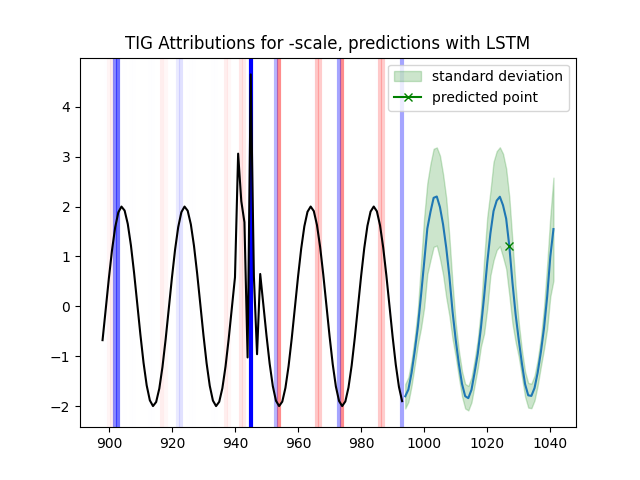 TIG Attributions for -scale, predictions with LSTM
standard deviation
predicted point
4
3
2
1
0
−1
−2
900 920 940 960 980 1000 1020 1040